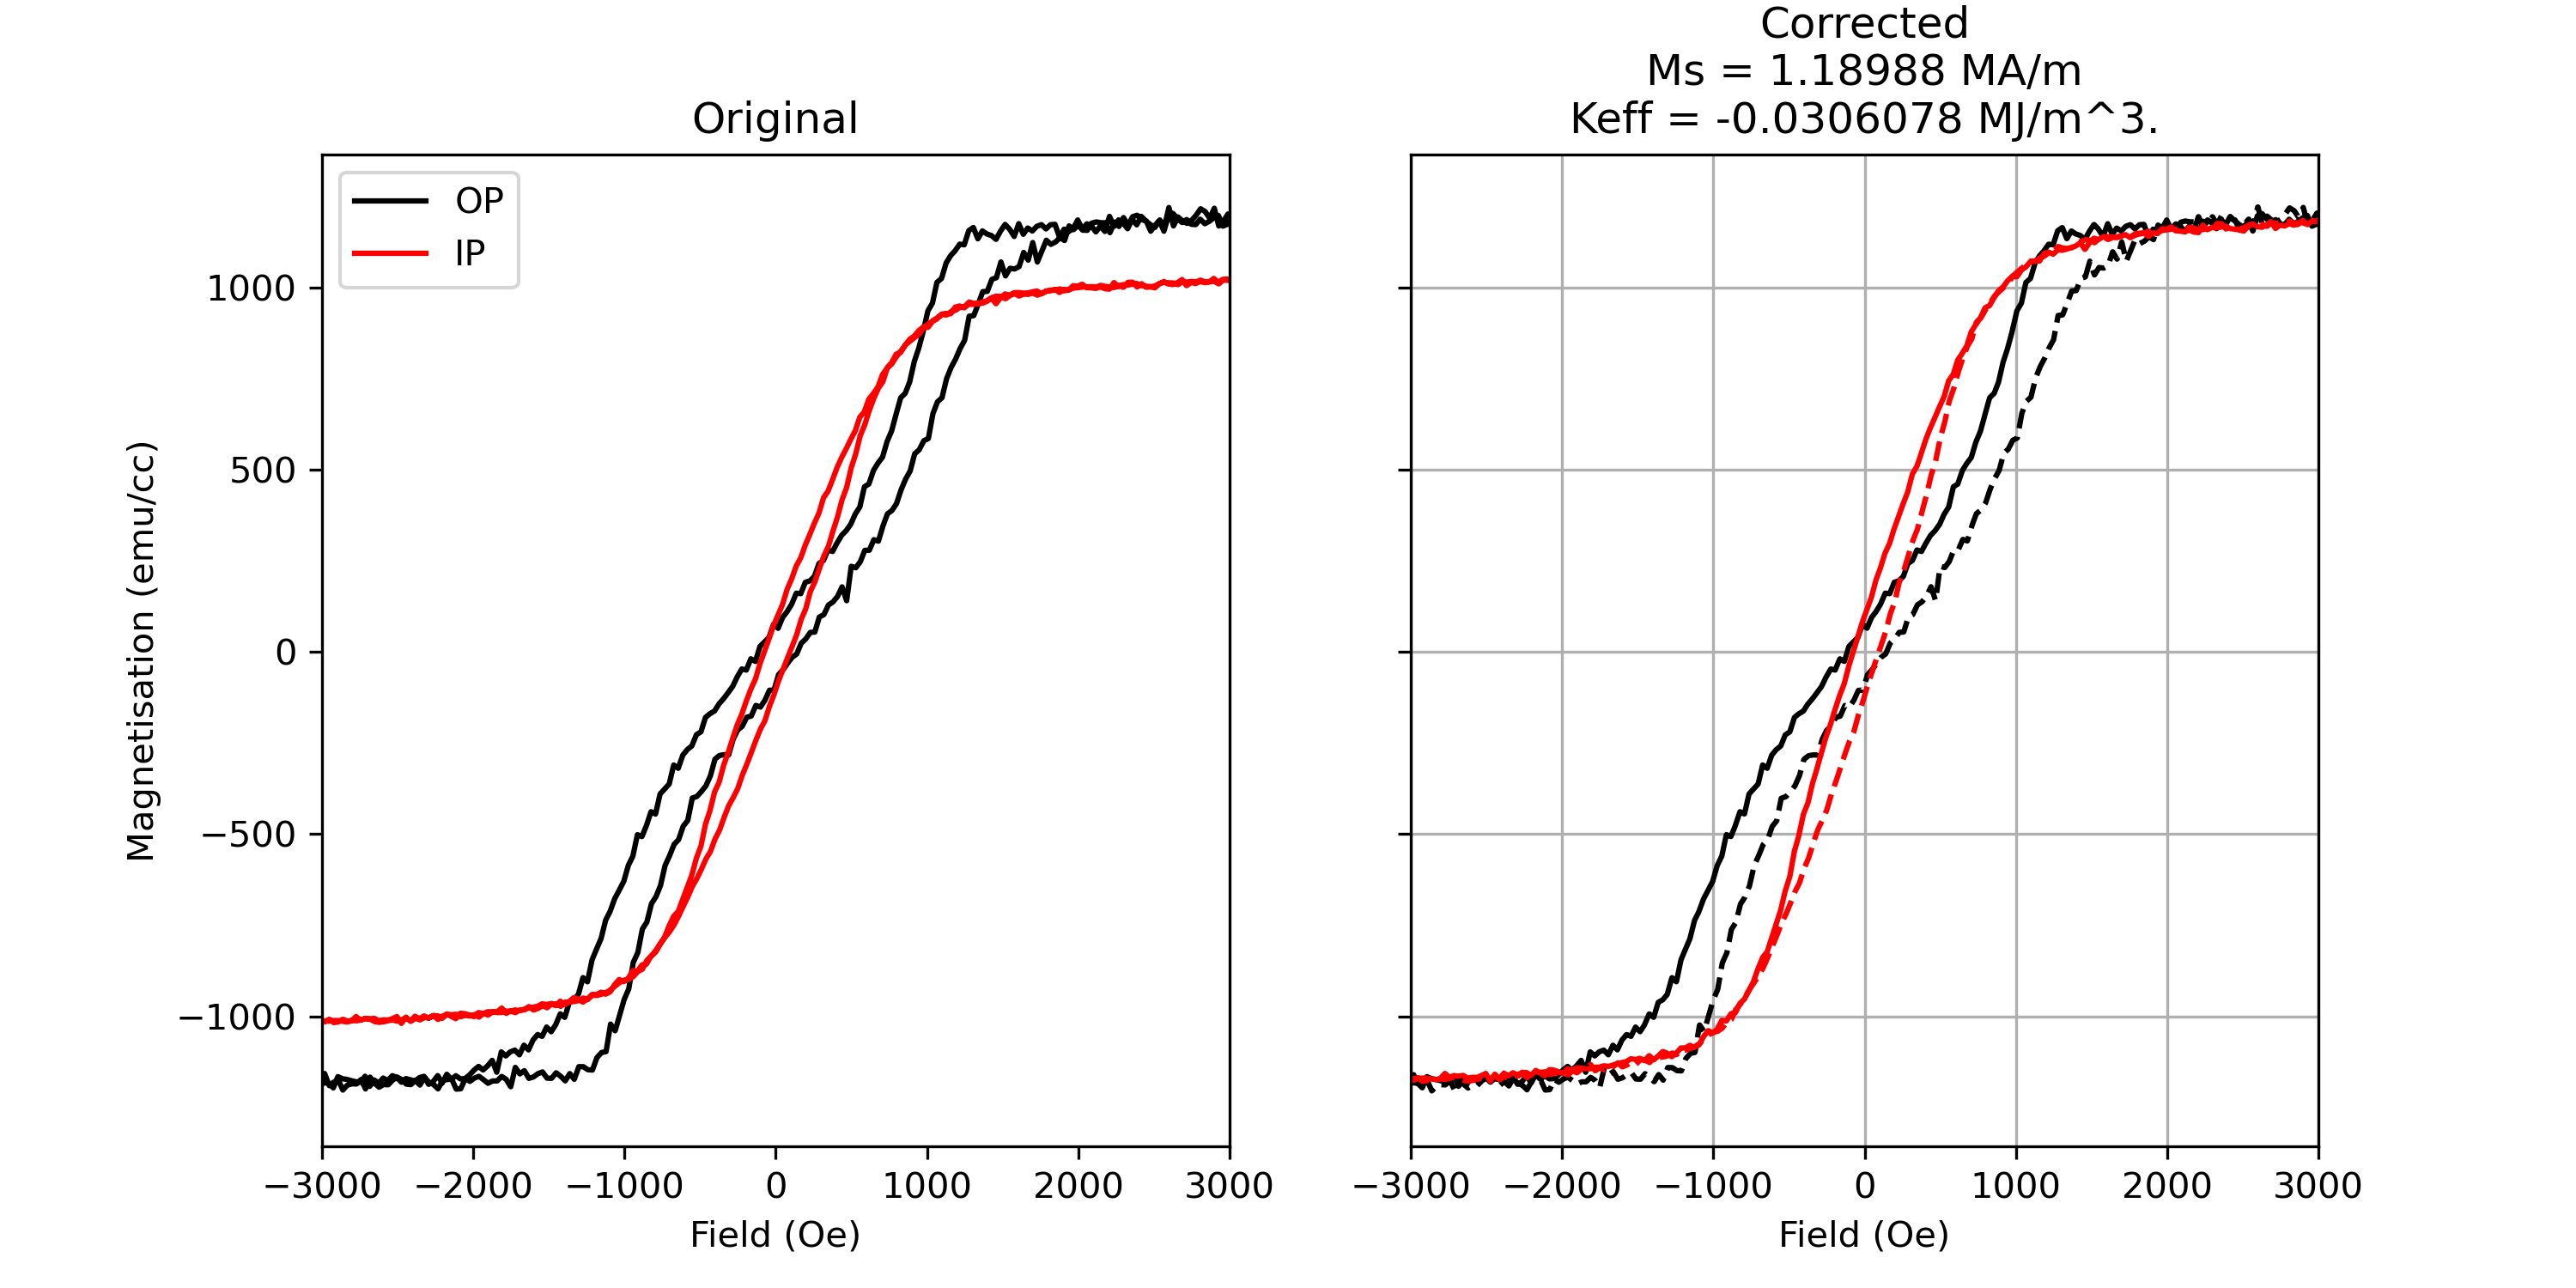 Original
OP
IP
1000
500
0
−500
−1000
Magnetisation (emu/cc)
−3000 −2000 −1000 0 1000 2000 3000
Field (Oe)
Corrected
Ms = 1.18988 MA/m
Keff = -0.0306078 MJ/m^3.
−3000 −2000 −1000 0 1000 2000 3000
Field (Oe)